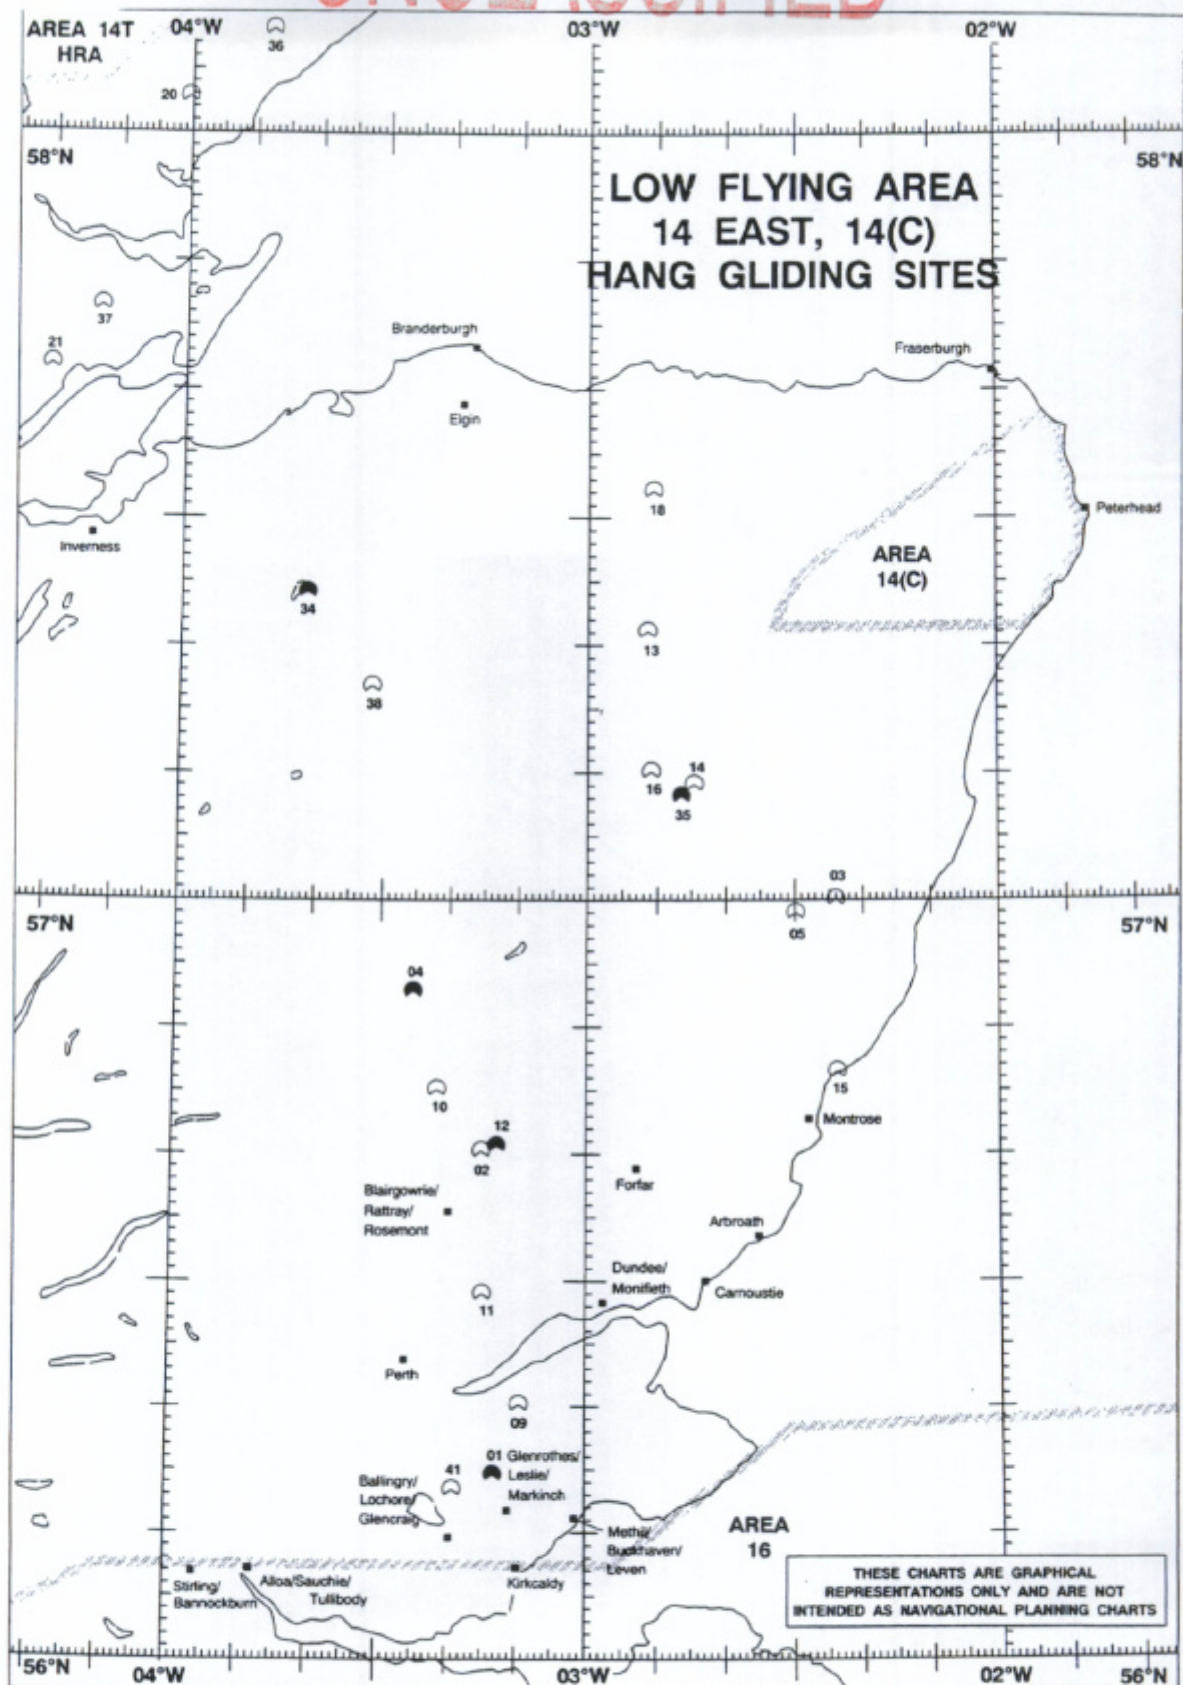 UNCLASSIFIED
AREA 14T
HRA
04°W
03°W
02°W
36
20
58°N
58°N
LOW FLYING AREA
14 EAST, 14(C)
HANG GLIDING SITES
37
21
Branderburgh
Fraserburgh
Elgin
18
Peterhead
Inverness
AREA
14(C)
34
13
38
14
16
35
03
05
57°N
57°N
04
15
10
Montrose
12
02
Forfar
Blairgowrie/
Rattray/
Rosemont
Arbroath
Dundee/
Monifieth
Carnoustie
11
Perth
09
01
Glenrothes/
Leslie/
Markinch
41
Ballingry/
Lochore/
Glencraig
AREA
16
Methil/
Buckhaven/
Leven
Stirling/
Bannockburn
Alloa/Sauchie/
Tullibody
Kirkcaldy
THESE CHARTS ARE GRAPHICAL
REPRESENTATIONS ONLY AND ARE NOT
INTENDED AS NAVIGATIONAL PLANNING CHARTS
56°N
04°W
03°W
02°W
56°N